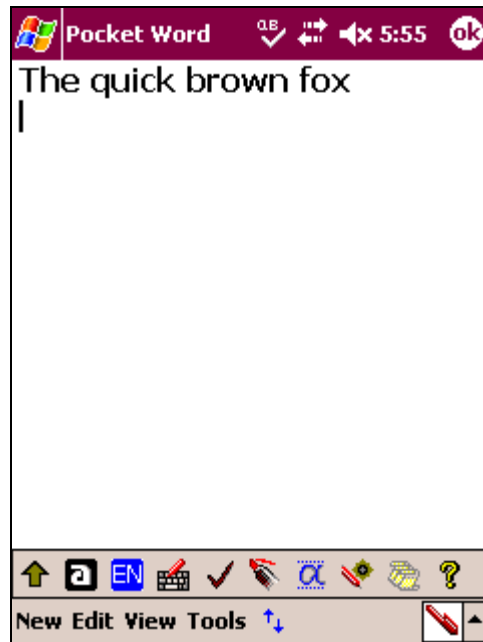 Pocket Word 5:55 ok
The quick brown fox
a EN α ?
New Edit View Tools